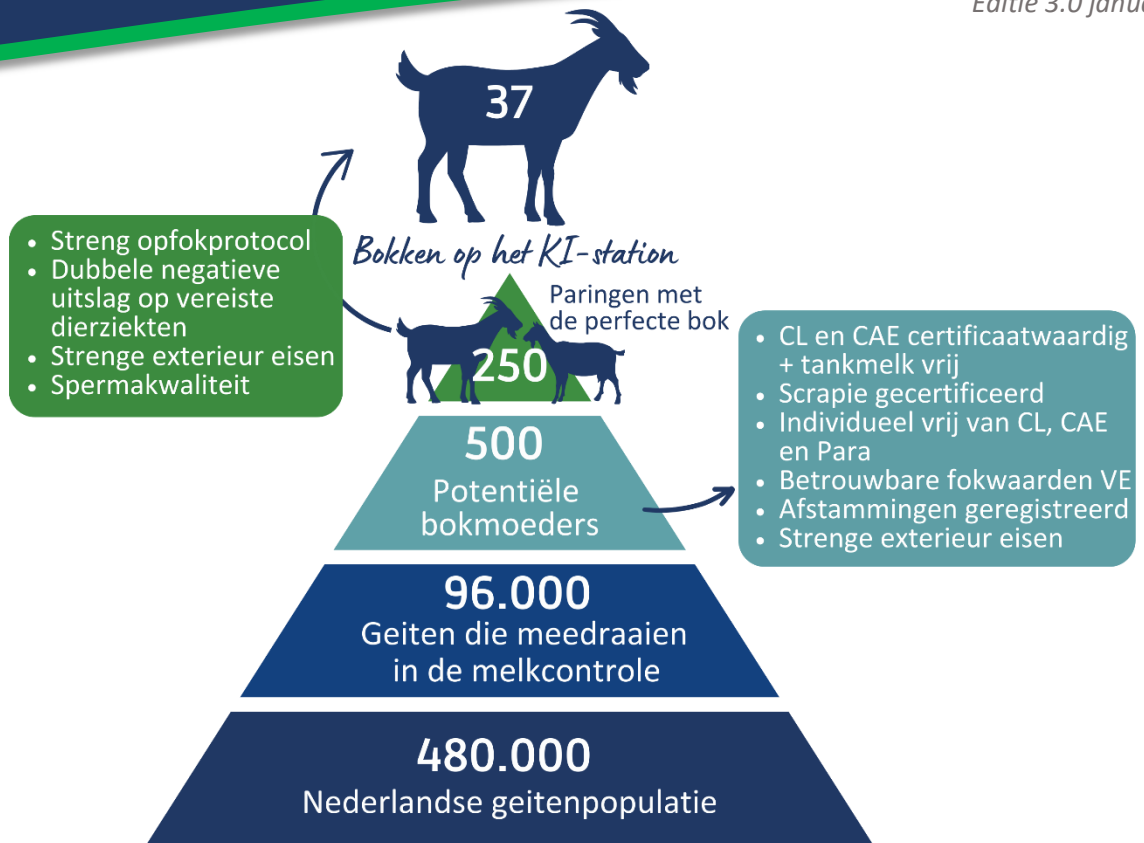 Editie 3.0
37
Bokken op het KI-station
• Streng opfokprotocol
• Dubbele negatieve
uitslag op vereiste
dierziekten
• Strenge exterieur eisen
• Spermakwaliteit
Paringen met
de perfecte bok
250
• CL en CAE certificaatwaardig
+ tankmelk vrij
• Scrapie gecertificeerd
• Individueel vrij van CL, CAE
en Para
• Betrouwbare fokwaarden VE
• Afstammingen geregistreerd
• Strenge exterieur eisen
500
Potentiële
bokmoeders
96.000
Geiten die meedraaien
in de melkcontrole
480.000
Nederlandse geitenpopulatie